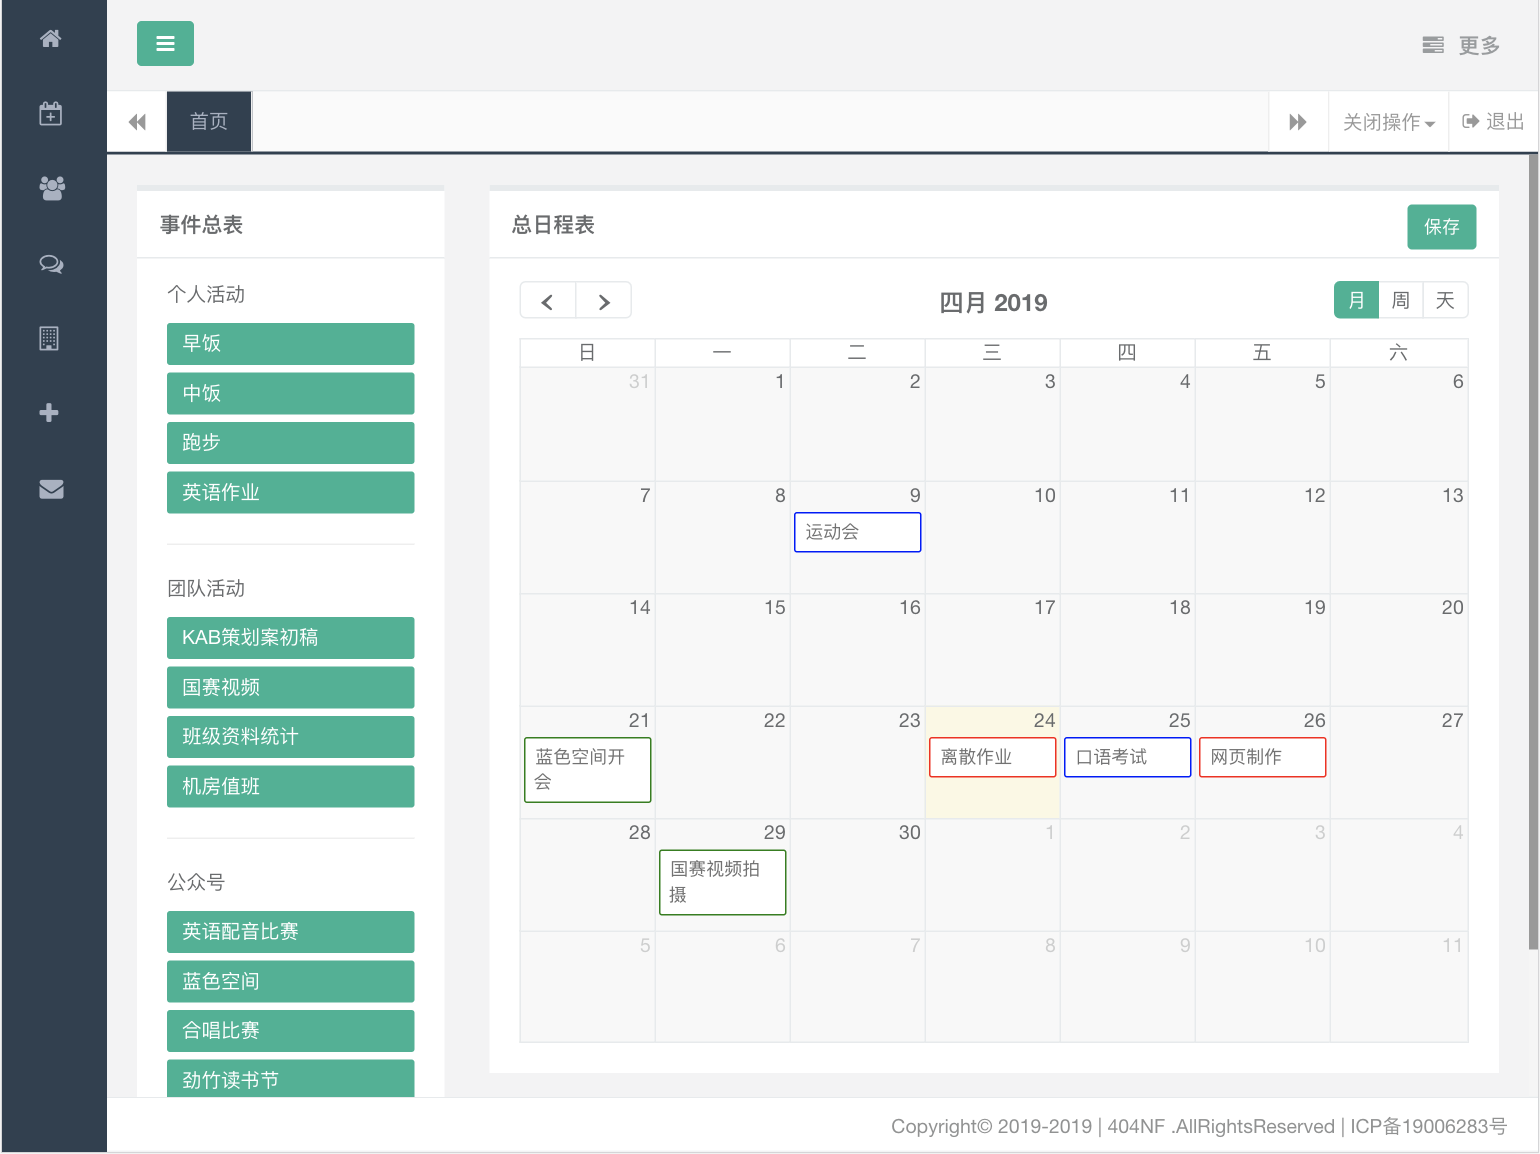 更多
首页
关闭操作
退出
事件总表
个人活动
早饭
中饭
跑步
英语作业
团队活动
KAB策划案初稿
国赛视频
班级资料统计
机房值班
公众号
英语配音比赛
蓝色空间
合唱比赛
劲竹读书节
总日程表
保存
四月 2019
月 周 天
日 一 二 三 四 五 六
31 1 2 3 4 5 6
7 8 9 10 11 12 13
运动会
14 15 16 17 18 19 20
21 22 23 24 25 26 27
蓝色空间开
会
离散作业
口语考试
网页制作
28 29 30 1 2 3 4
国赛视频拍
摄
5 6 7 8 9 10 11
Copyright© 2019-2019 | 404NF .AllRightsReserved | ICP备19006283号